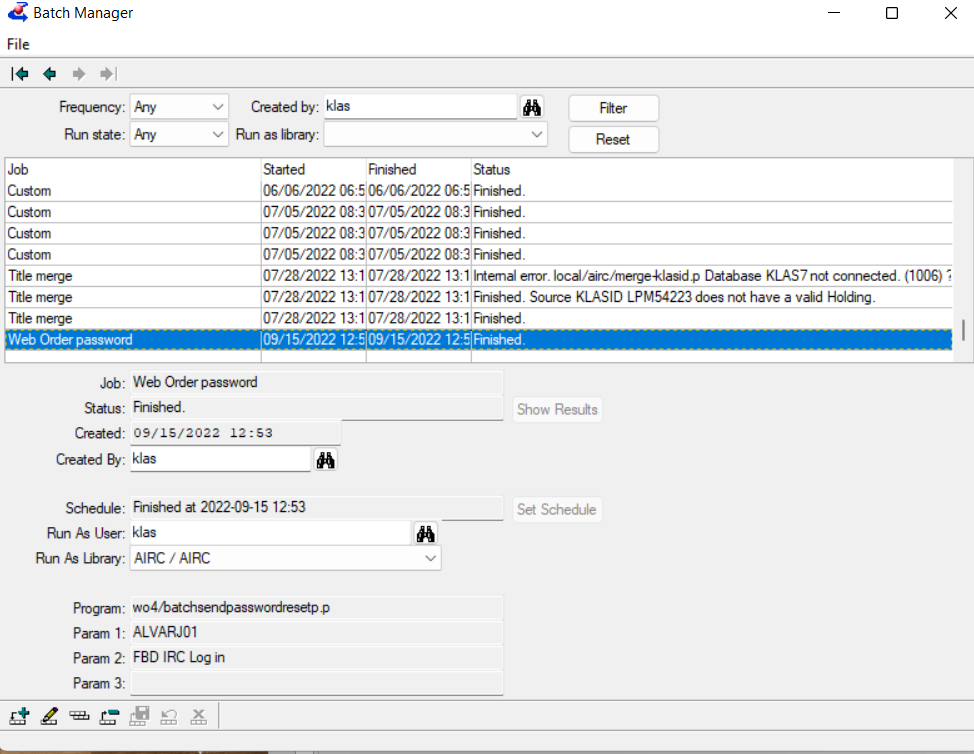 Batch Manager
File
Frequency: Any Created by: klas Filter
Run state: Any Run as library: Reset
Job Started Finished Status
Custom 06/06/2022 06:5 06/06/2022 06:5 Finished.
Custom 07/05/2022 08:3 07/05/2022 08:3 Finished.
Custom 07/05/2022 08:3 07/05/2022 08:3 Finished.
Custom 07/05/2022 08:3 07/05/2022 08:3 Finished.
Title merge 07/28/2022 13:1 07/28/2022 13:1 Internal error. local/airc/merge-klasid.p Database KLAS7 not connected. (1006) ?
Title merge 07/28/2022 13:1 07/28/2022 13:1 Finished. Source KLASID LPM54223 does not have a valid Holding.
Title merge 07/28/2022 13:1 07/28/2022 13:1 Finished.
Web Order password 09/15/2022 12:5 09/15/2022 12:5 Finished.
Job: Web Order password
Status: Finished. Show Results
Created: 09/15/2022 12:53
Created By: klas
Schedule: Finished at 2022-09-15 12:53 Set Schedule
Run As User: klas
Run As Library: AIRC / AIRC
Program: wo4/batchsendpasswordresetp.p
Param 1: ALVARJ01
Param 2: FBD IRC Log in
Param 3: